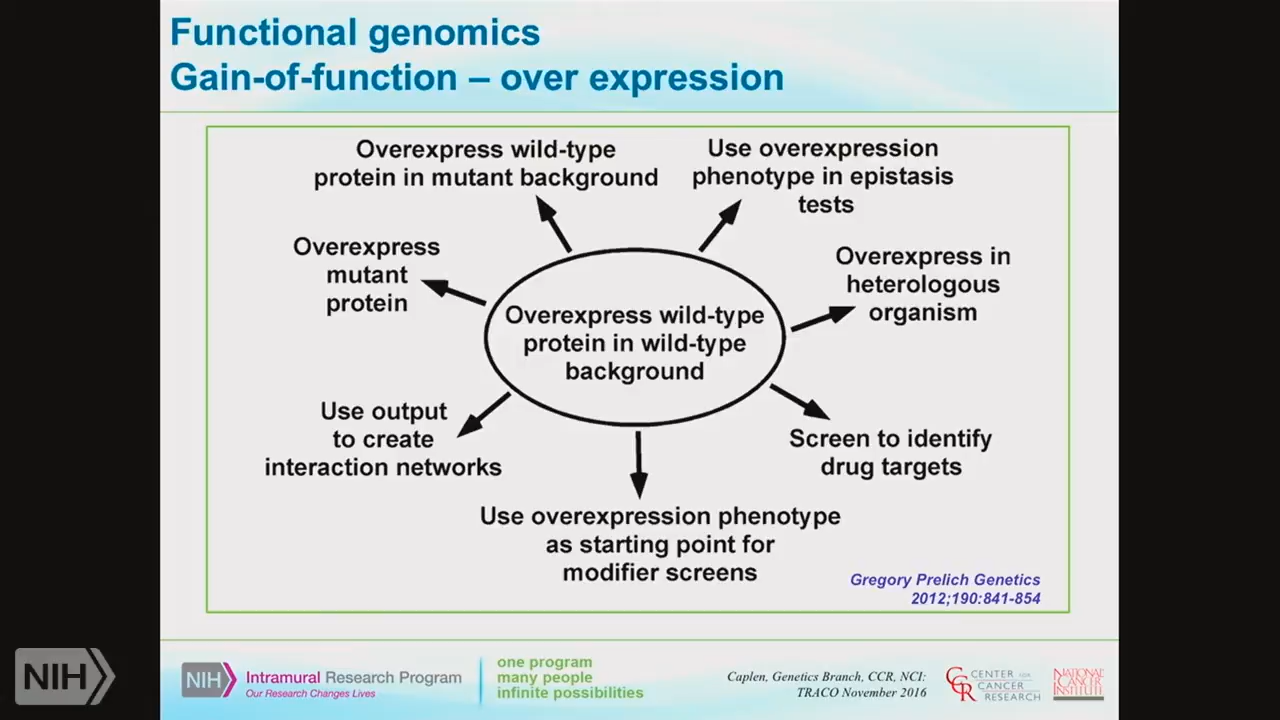 Functional genomics
Gain-of-function – over expression
Overexpress wild-type
protein in mutant background
Use overexpression
phenotype in epistasis
tests
Overexpress
mutant
protein
Overexpress in
heterologous
organism
Overexpress wild-type
protein in wild-type
background
Use output
to create
interaction networks
Screen to identify
drug targets
Use overexpression phenotype
as starting point for
modifier screens
Gregory Prelich Genetics
2012;190:841-854
NIH
NIH
Intramural Research Program
Our Research Changes Lives
one program
many people
infinite possibilities
Caplen, Genetics Branch, CCR, NCI:
TRACO November 2016
CCR
CENTER FOR
CANCER
RESEARCH
NATIONAL
CANCER
INSTITUTE